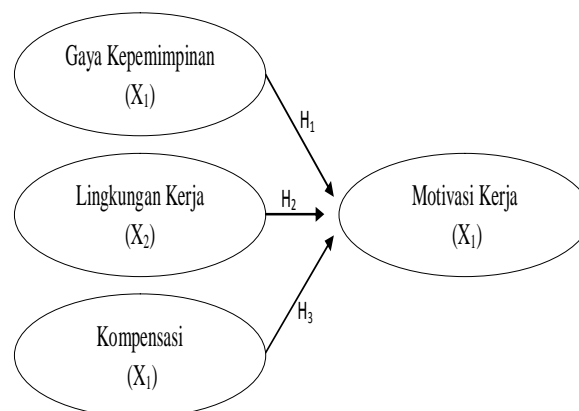 Gaya Kepemimpinan
(X₁)
H₁
Lingkungan Kerja
(X₂)
H₂
Motivasi Kerja
(X₁)
H₃
Kompensasi
(X₁)